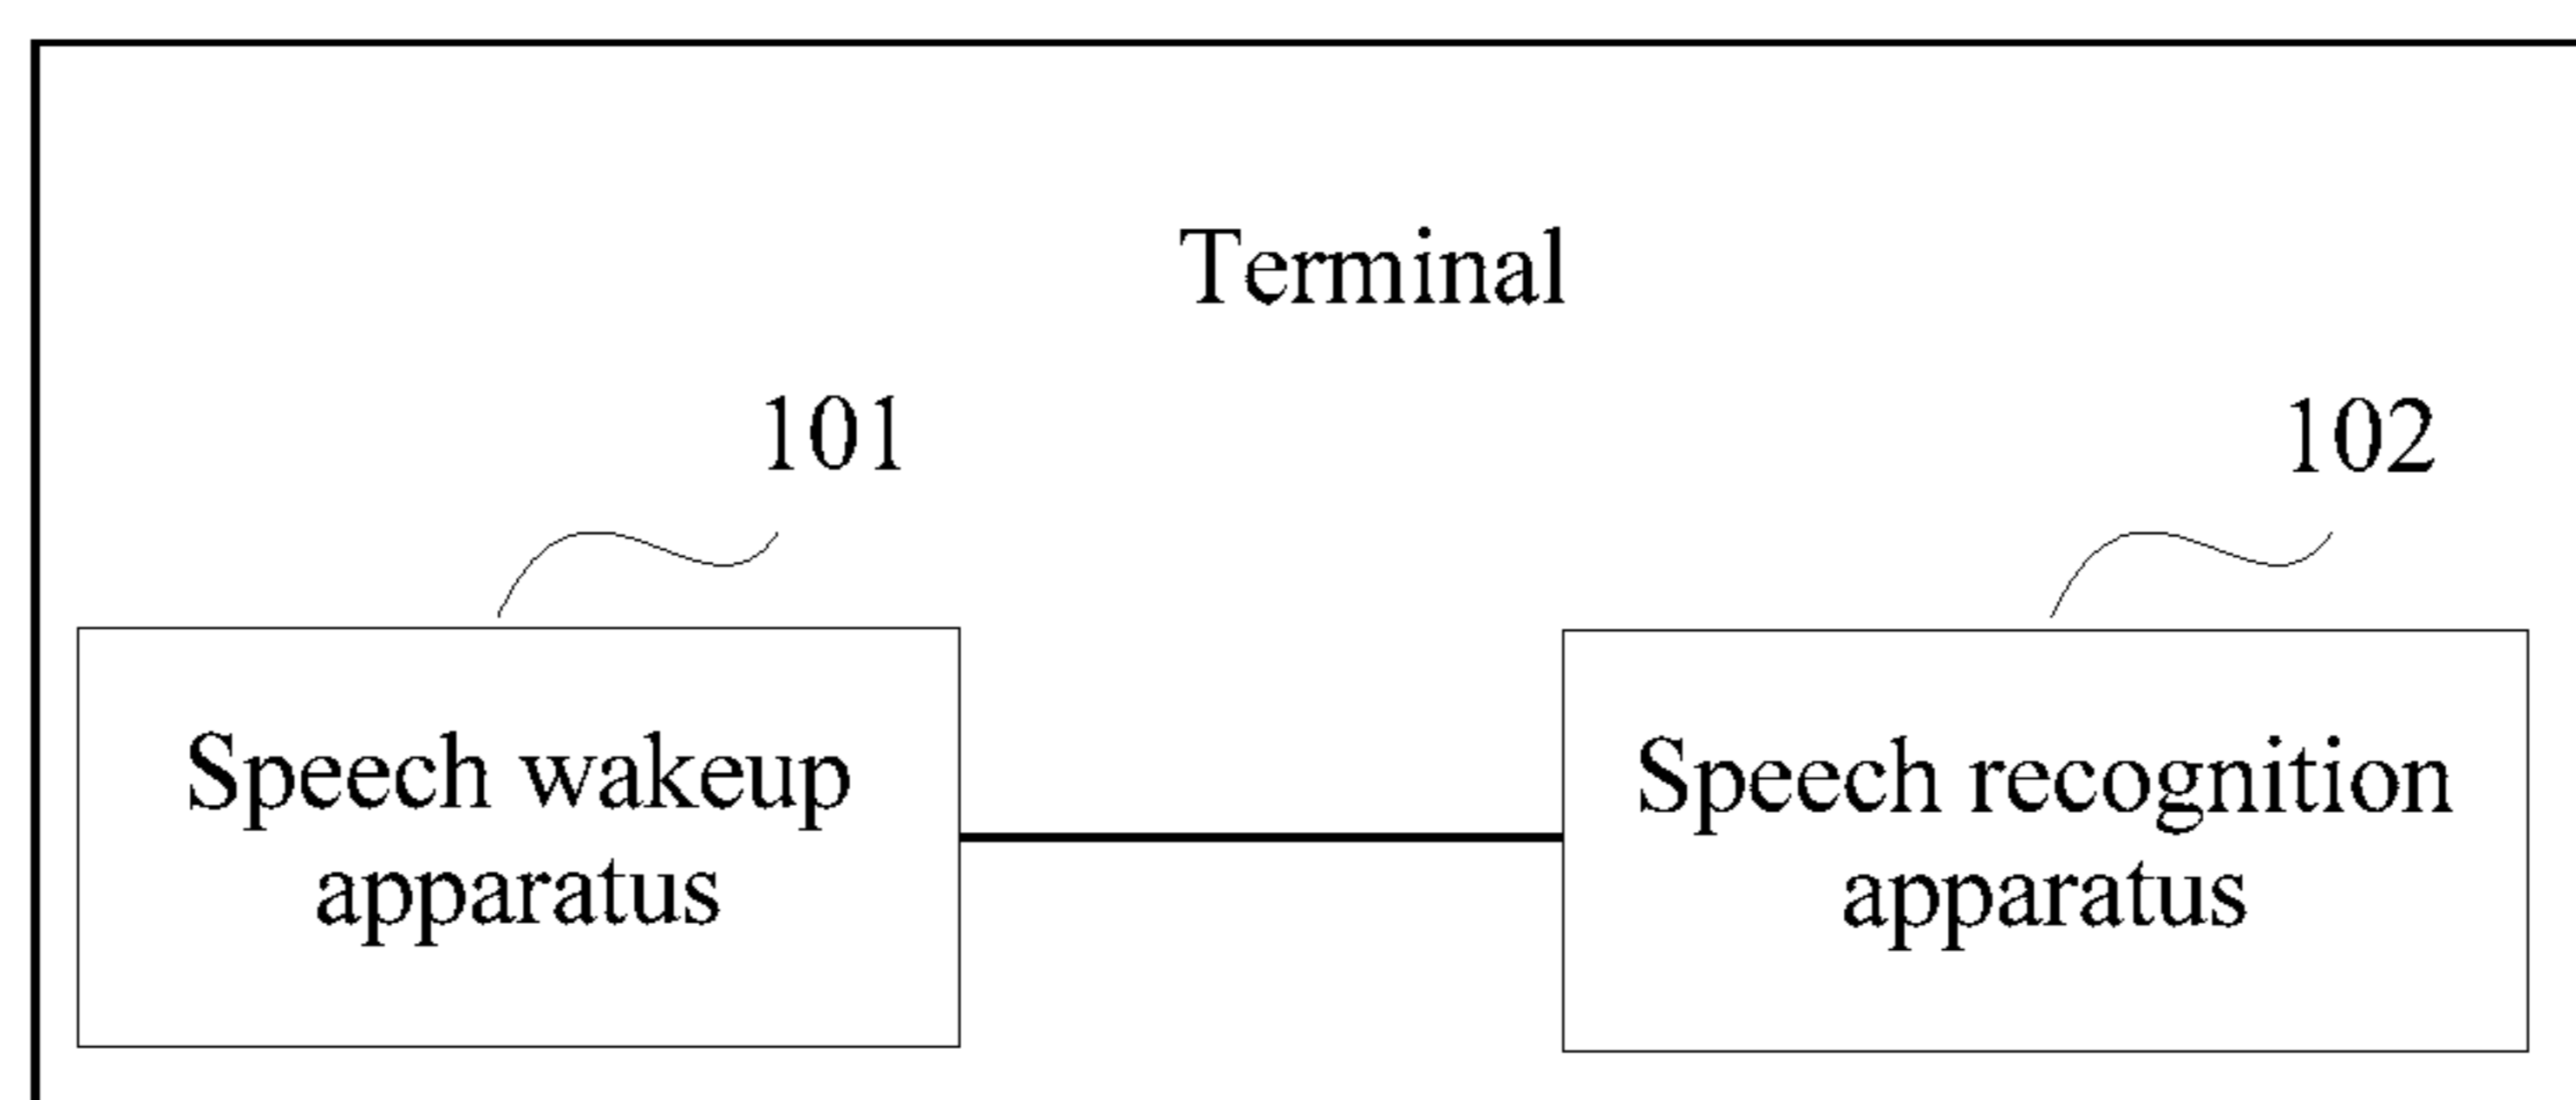 Terminal
101
102
Speech wakeup
apparatus
Speech recognition
apparatus